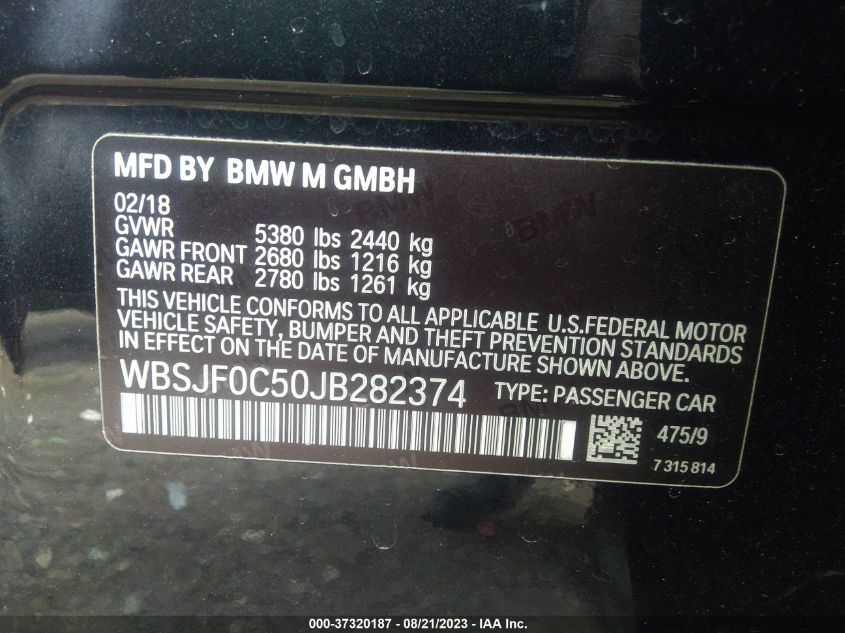 MFD BY BMW M GMBH
02/18
GVWR 5380 lbs 2440 kg
GAWR FRONT 2680 lbs 1216 kg
GAWR REAR 2780 lbs 1261 kg
THIS VEHICLE CONFORMS TO ALL APPLICABLE U.S.FEDERAL MOTOR
VEHICLE SAFETY, BUMPER AND THEFT PREVENTION STANDARDS
IN EFFECT ON THE DATE OF MANUFACTURE SHOWN ABOVE.
WBSJF0C50JB282374 TYPE: PASSENGER CAR
475/9
7 315 814
000-37320187 - 08/21/2023 - IAA Inc.